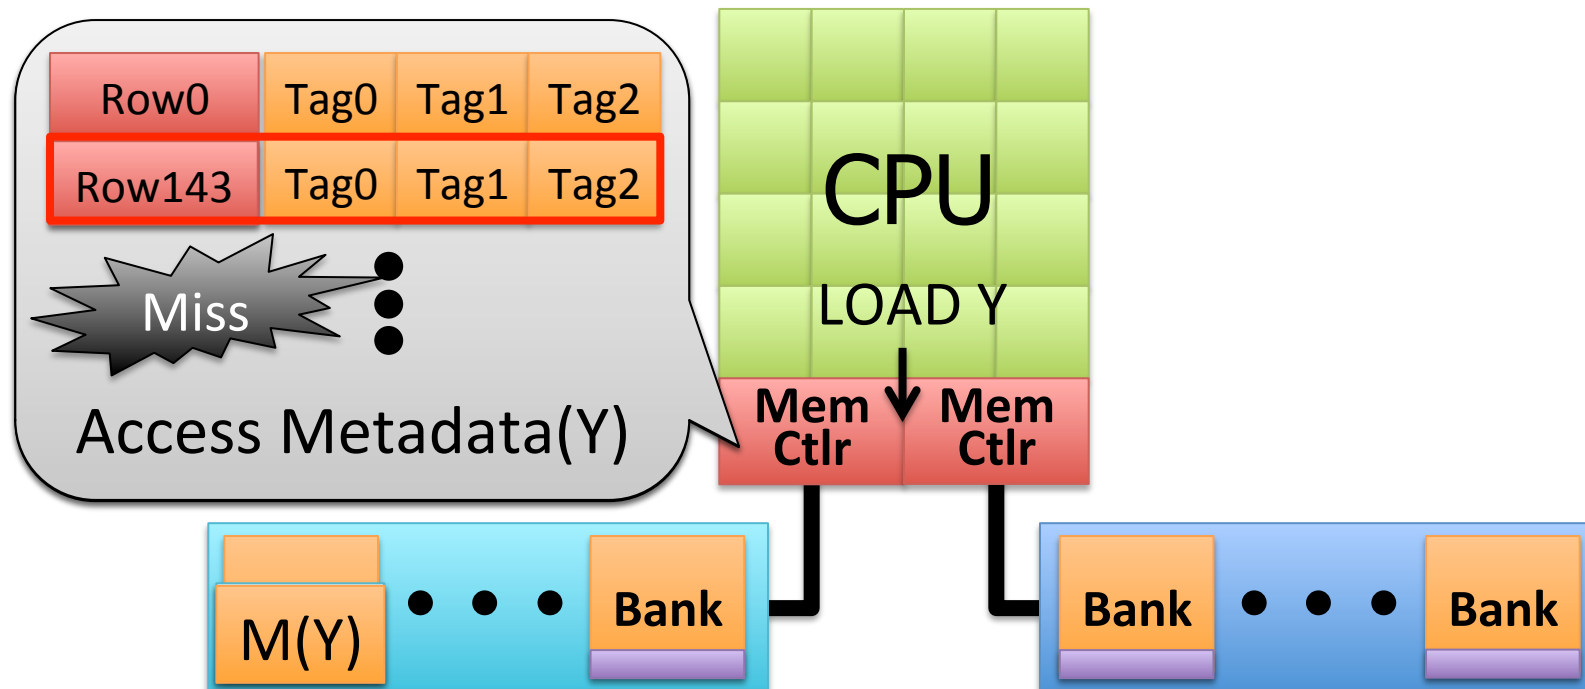 Row0 Tag0 Tag1 Tag2
Row143 Tag0 Tag1 Tag2
Miss
Access Metadata(Y)
CPU
LOAD Y
Mem Ctlr
Mem Ctlr
M(Y)
Bank
Bank
Bank